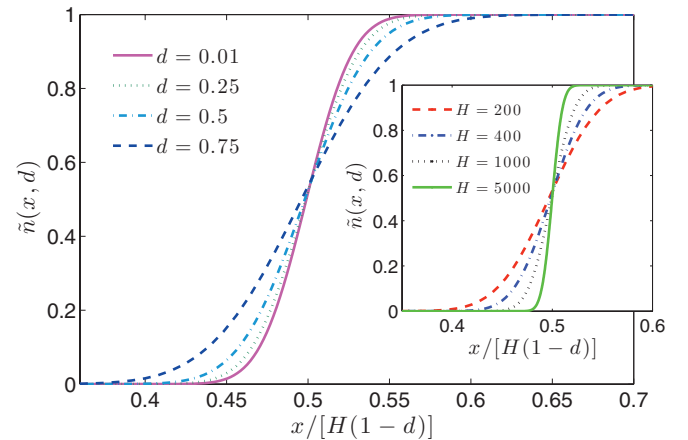 1
0.8
0.6
0.4
0.2
0
ñ(x, d)
d = 0.01
d = 0.25
d = 0.5
d = 0.75
0.4
0.45
0.5
0.55
0.6
0.65
0.7
x/[H(1 − d)]
1
0.8
0.6
0.4
0.2
0
ñ(x, d)
H = 200
H = 400
H = 1000
H = 5000
0.4
0.5
0.6
x/[H(1 − d)]